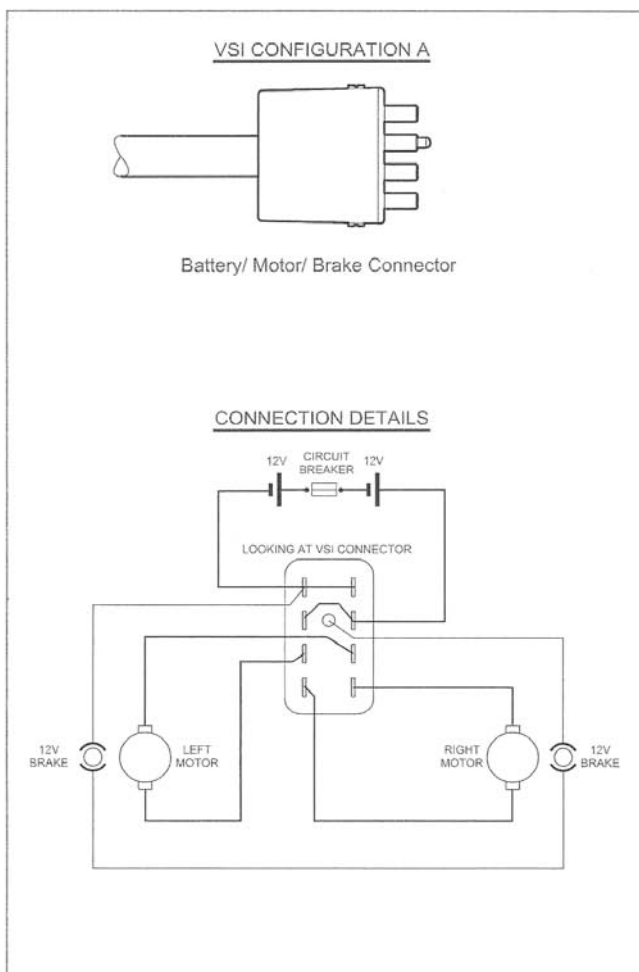 VSI CONFIGURATION A
Battery/ Motor/ Brake Connector
CONNECTION DETAILS
12V
CIRCUIT
BREAKER
12V
LOOKING AT VSI CONNECTOR
12V
BRAKE
LEFT
MOTOR
RIGHT
MOTOR
12V
BRAKE